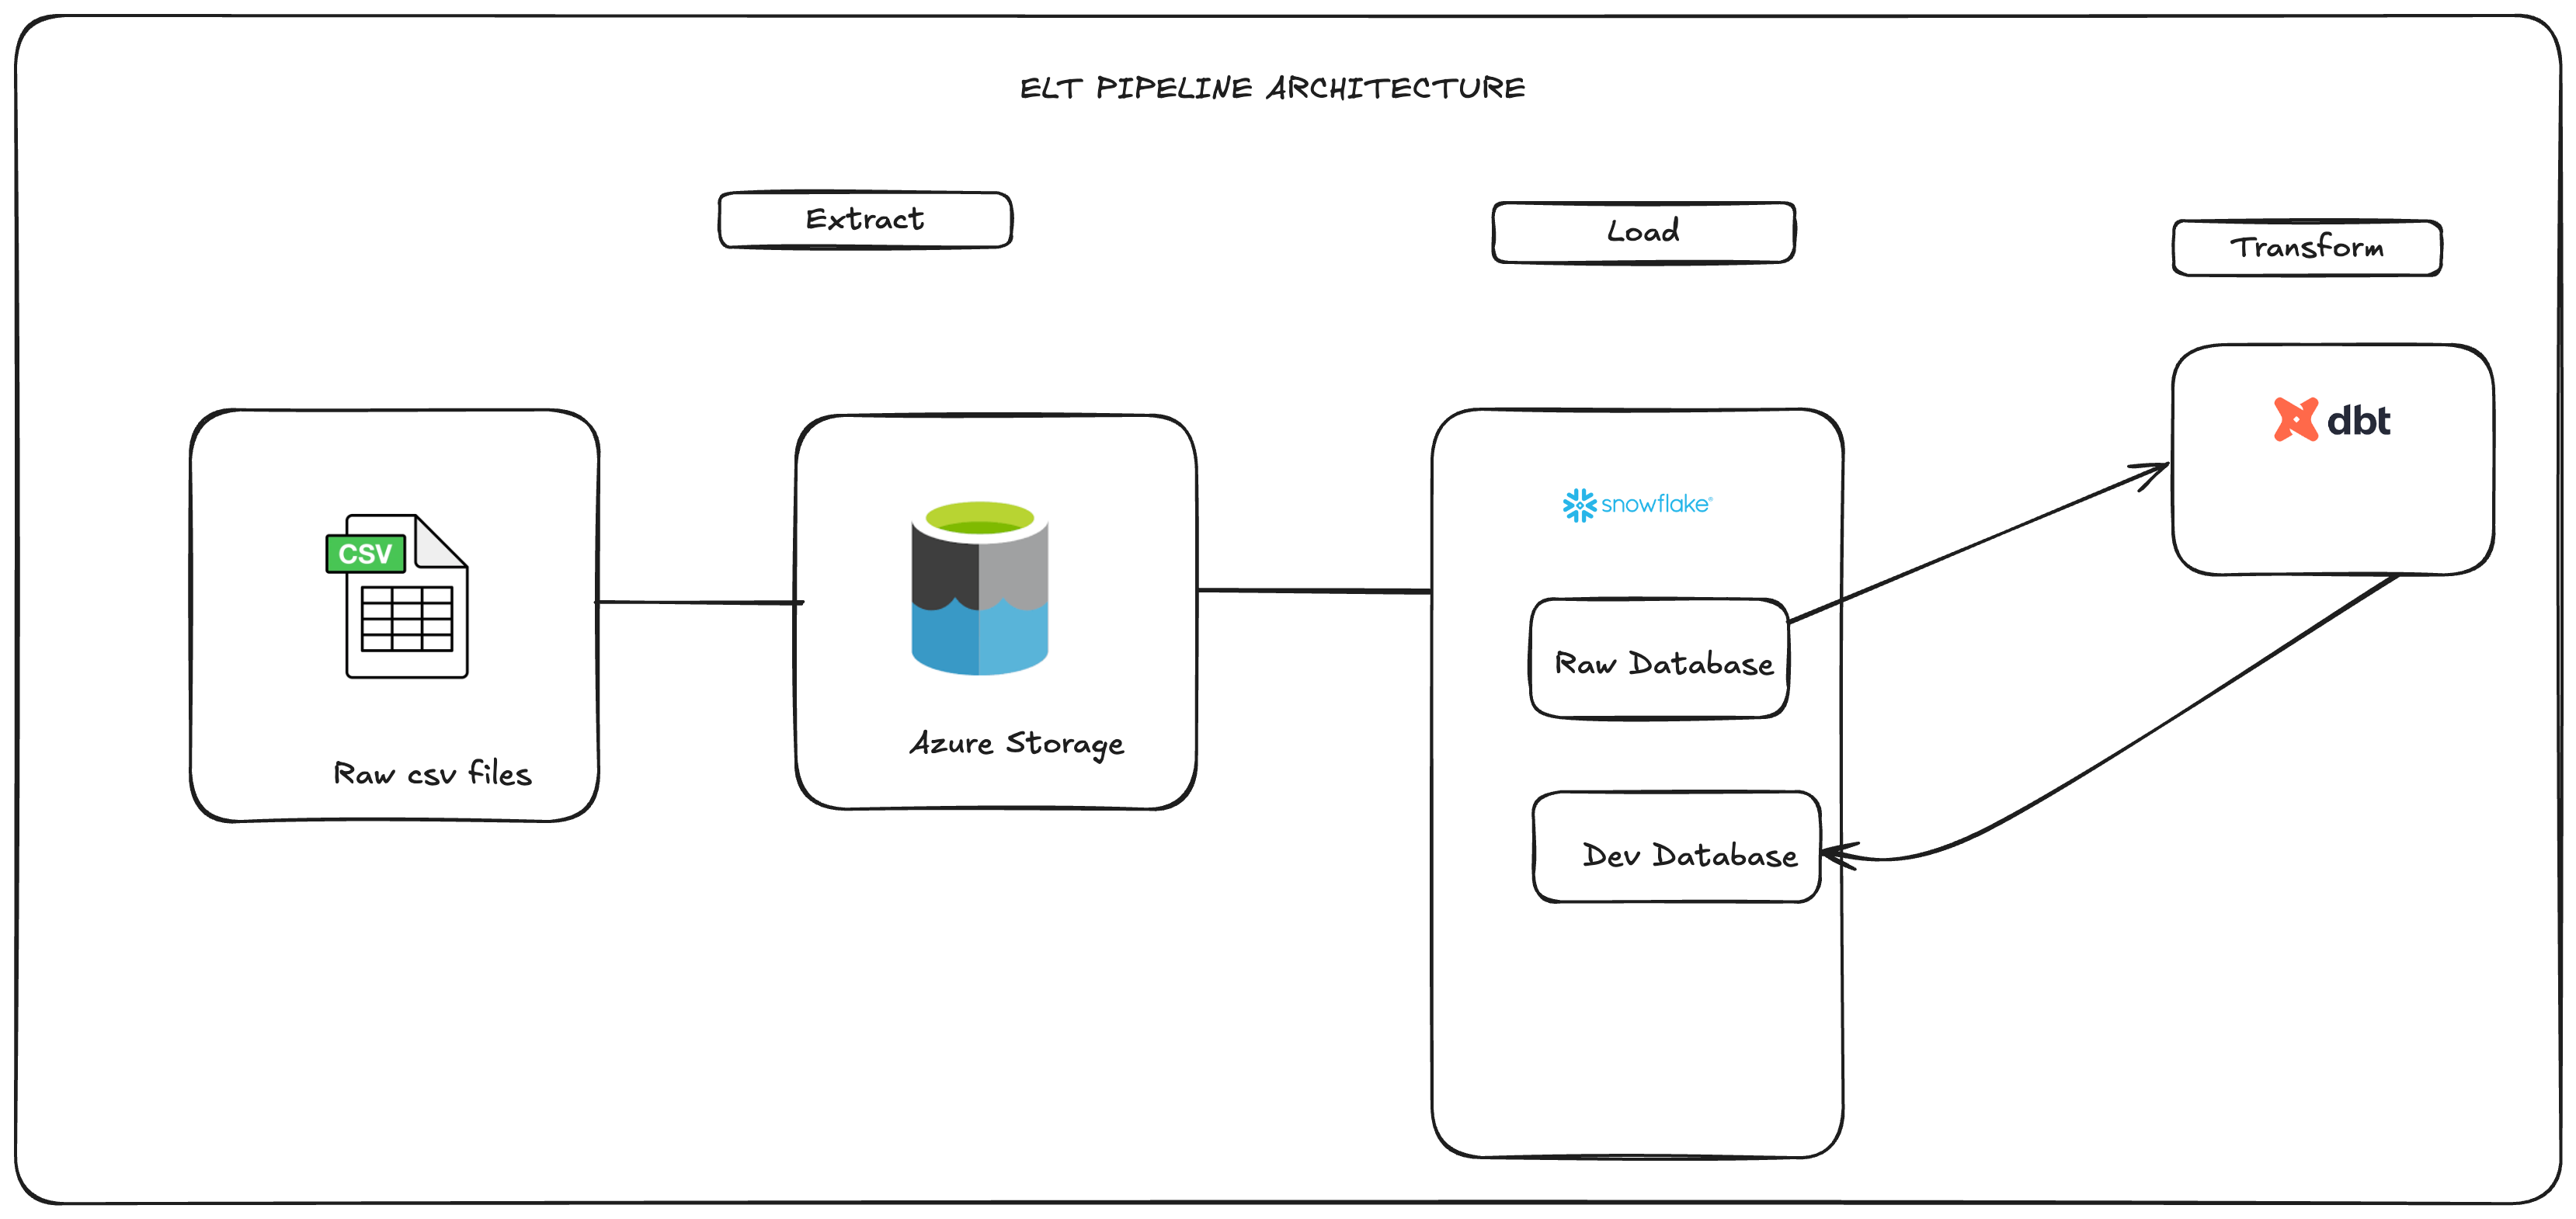 ELT PIPELINE ARCHITECTURE
Extract
Load
Transform
CSV
Raw csv files
Azure Storage
snowflake®
Raw Database
Dev Database
dbt